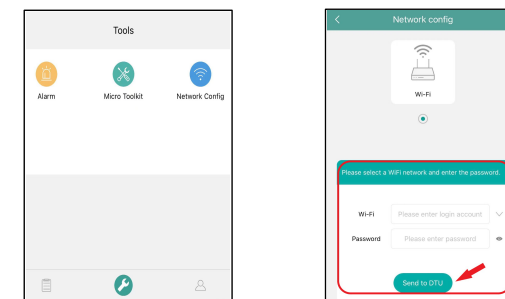 Tools
Alarm
Micro Toolkit
Network Config
Network config
Wi-Fi
Please select a WiFi network and enter the password.
Wi-Fi
Please enter login account
Password
Please enter password
Send to DTU